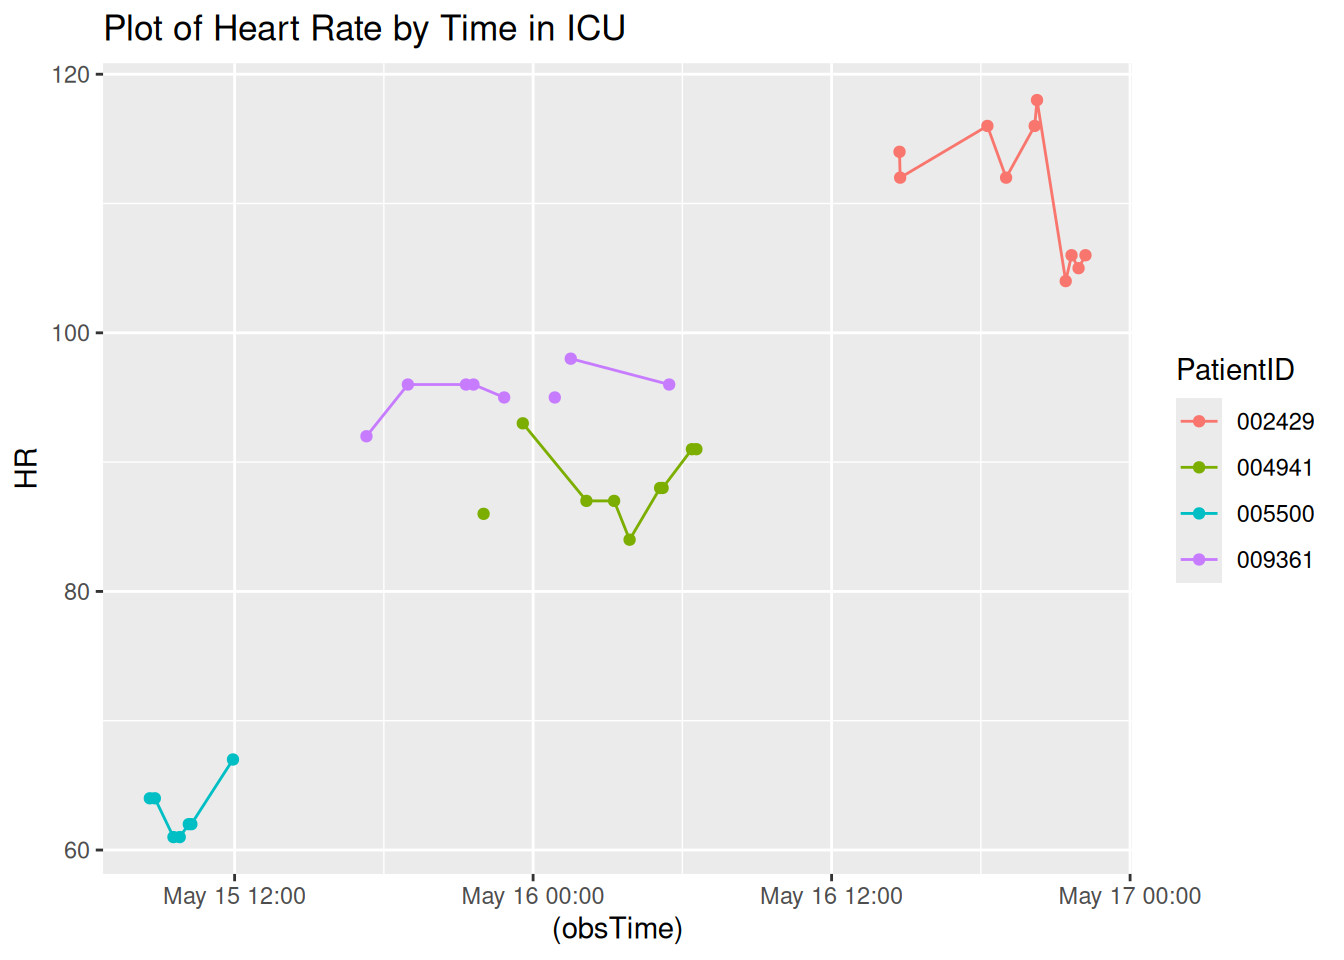 Plot of Heart Rate by Time in ICU
120
100
80
60
HR
May 15 12:00
May 16 00:00
May 16 12:00
May 17 00:00
(obsTime)
PatientID
002429
004941
005500
009361